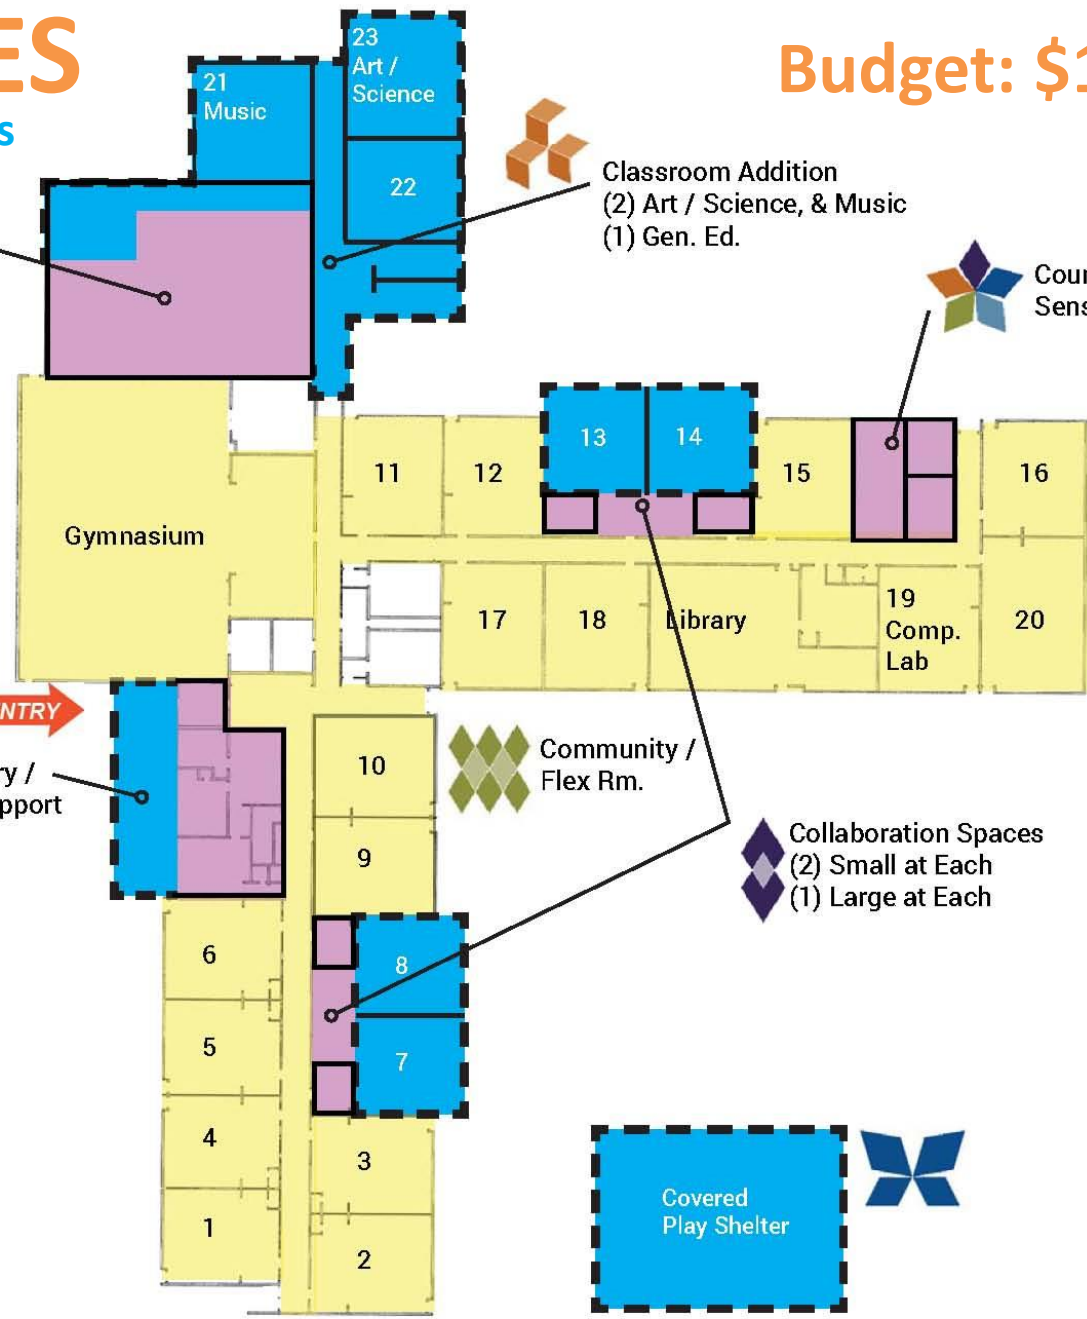 ES
s
Budget: $1
23
Art /
Science
21
Music
22
Classroom Addition
(2) Art / Science, & Music
(1) Gen. Ed.
Coun
Sens
13
14
11
12
15
16
Gymnasium
17
18
Library
19
Comp.
Lab
20
NTRY
ry /
pport
10
Community /
Flex Rm.
9
Collaboration Spaces
(2) Small at Each
(1) Large at Each
6
8
5
7
4
3
1
2
Covered
Play Shelter